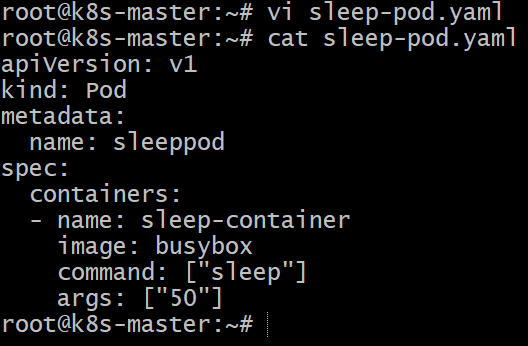 root@k8s-master:~# vi sleep-pod.yaml
root@k8s-master:~# cat sleep-pod.yaml
apiVersion: v1
kind: Pod
metadata:
  name: sleeppod
spec:
  containers:
  - name: sleep-container
    image: busybox
    command: ["sleep"]
    args: ["50"]
root@k8s-master:~#